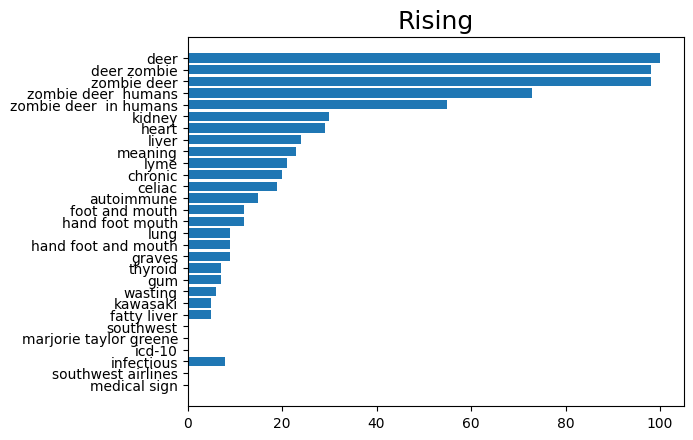 Rising
deer
deer zombie
zombie deer  humans
zombie deer  in humans
kidney
heart
liver
meaning
lyme
chronic
celiac
autoimmune
foot and mouth
hand foot mouth
lung
hand foot and mouth
graves
thyroid
gum
wasting
kawasaki
fatty liver
southwest
marjorie taylor greene
icd-10
infectious
southwest airlines
medical sign
0 20 40 60 80 100